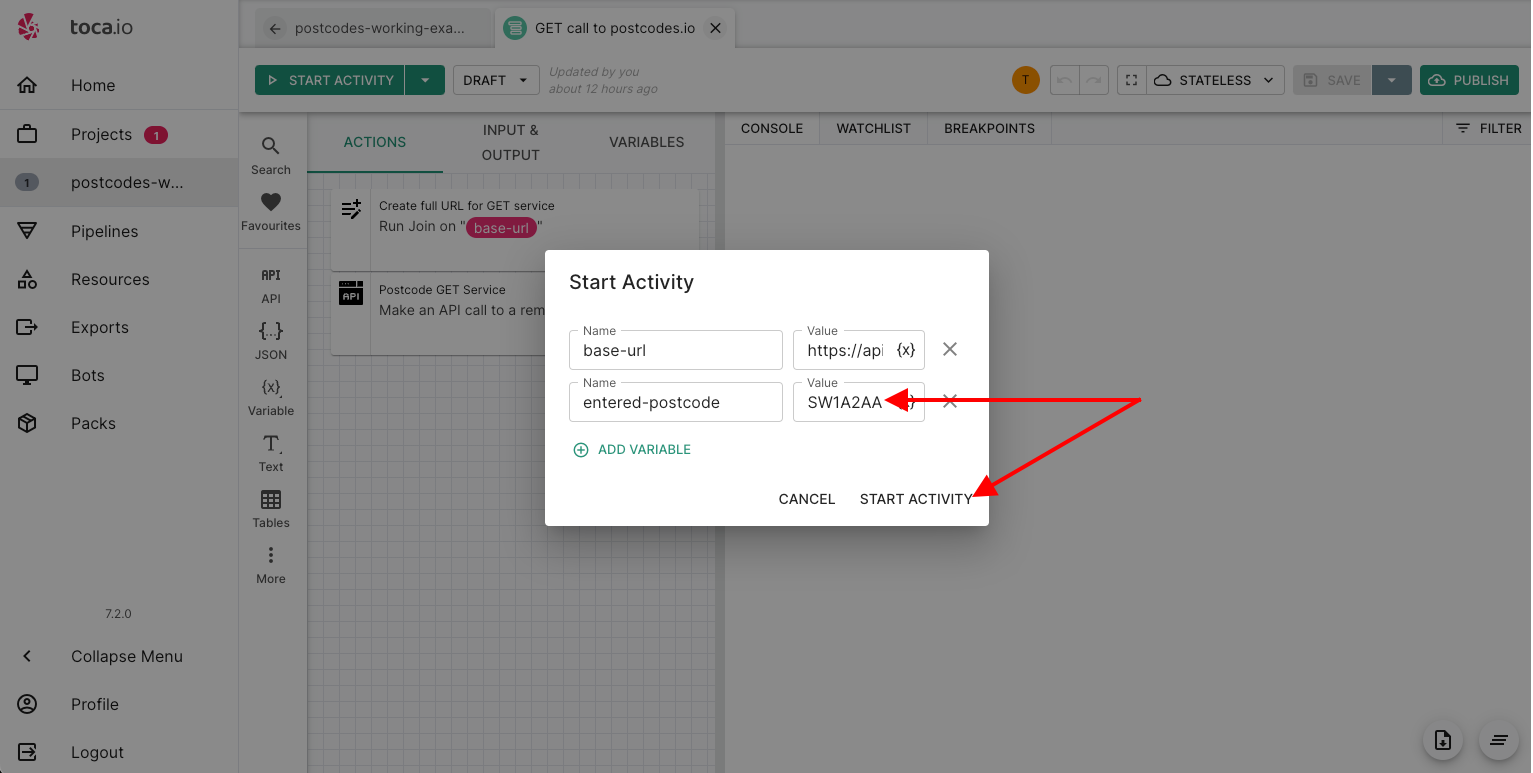 toca.io
Home
Projects 1
1 postcodes-w...
Pipelines
Resources
Exports
Bots
Packs
7.2.0
Collapse Menu
Profile
Logout
postcodes-working-exa...
GET call to postcodes.io
START ACTIVITY
DRAFT
Updated by you
about 12 hours ago
T
STATELESS
SAVE
PUBLISH
Search
Favourites
API
API
{...}
JSON
{x}
Variable
T
Text
Tables
More
ACTIONS
INPUT &
OUTPUT
VARIABLES
Create full URL for GET service
Run Join on "base-url"
API
Postcode GET Service
Make an API call to a rem
CONSOLE
WATCHLIST
BREAKPOINTS
FILTER
Start Activity
Name
base-url
Value
https://api {x}
Name
entered-postcode
Value
SW1A2AA
ADD VARIABLE
CANCEL
START ACTIVITY